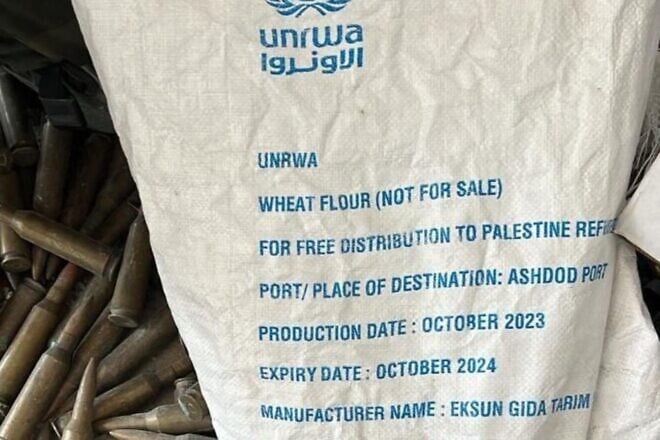 unrwa
الاونروا
UNRWA
WHEAT FLOUR (NOT FOR SALE)
FOR FREE DISTRIBUTION TO PALESTINE
PORT/ PLACE OF DESTINATION: ASHDOD PORT
PRODUCTION DATE : OCTOBER 2023
EXPIRY DATE : OCTOBER 2024
MANUFACTURER NAME : EKSUN GIDA TARIM